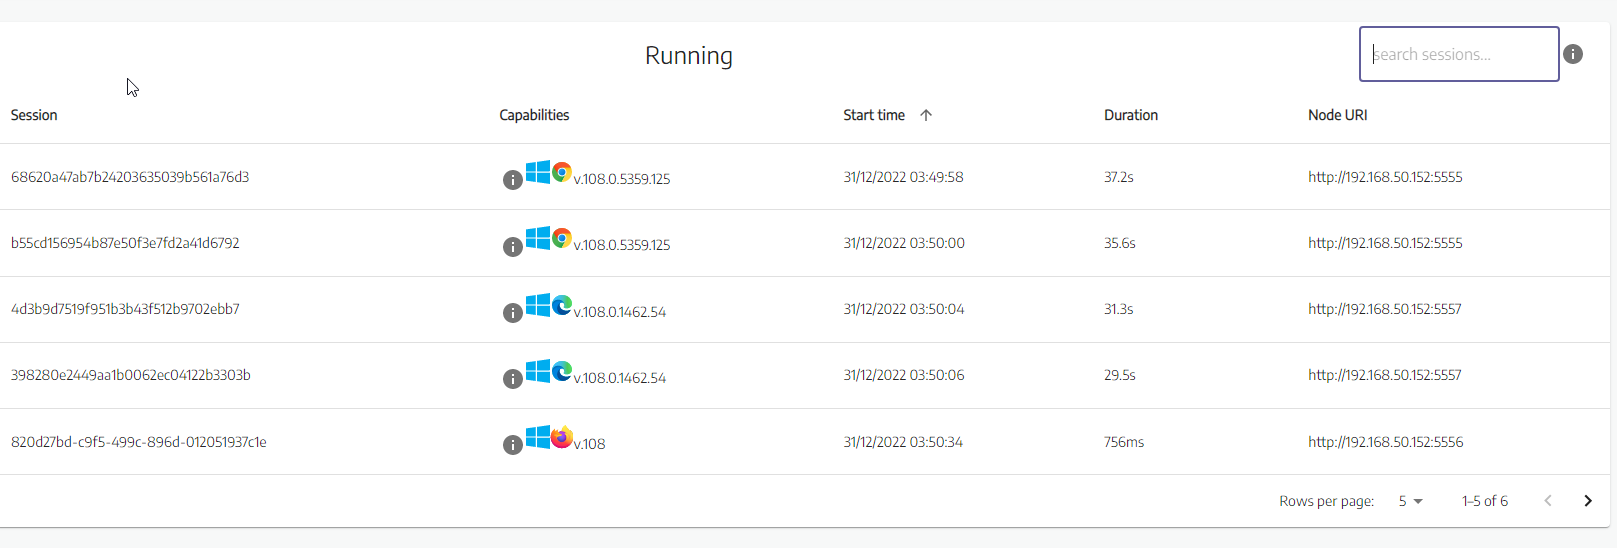 Running
search sessions...
Session Capabilities Start time Duration Node URI
68620a47ab7b24203635039b561a76d3 v.108.0.5359.125 31/12/2022 03:49:58 37.2s http://192.168.50.152:5555
b55cd156954b87e50f3e7fd2a41d6792 v.108.0.5359.125 31/12/2022 03:50:00 35.6s http://192.168.50.152:5555
4d3b9d7519f951b3b43f512b9702ebb7 v.108.0.1462.54 31/12/2022 03:50:04 31.3s http://192.168.50.152:5557
398280e2449aa1b0062ec04122b3303b v.108.0.1462.54 31/12/2022 03:50:06 29.5s http://192.168.50.152:5557
820d27bd-c9f5-499c-896d-012051937c1e v.108 31/12/2022 03:50:34 756ms http://192.168.50.152:5556
Rows per page: 5 1-5 of 6